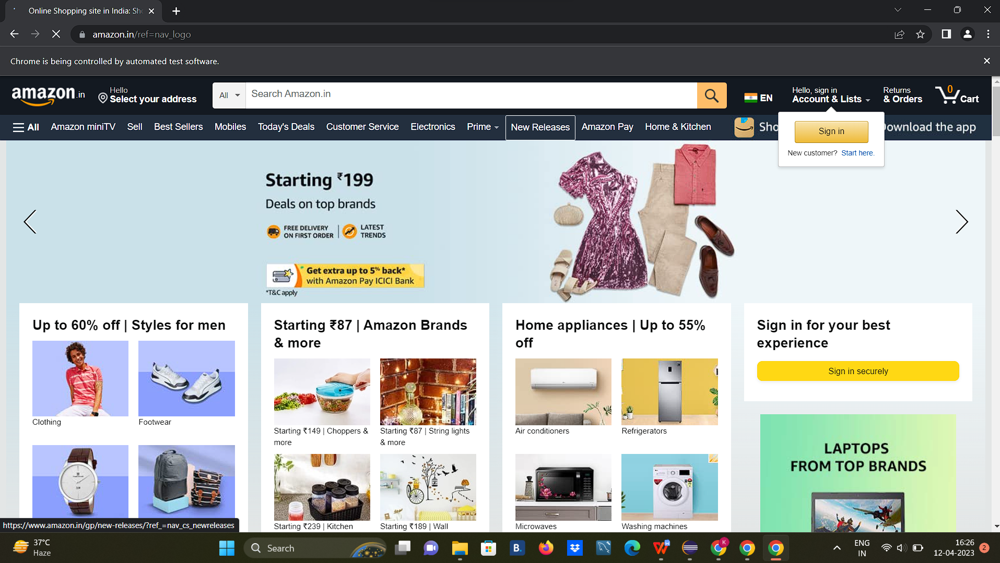 Online Shopping site in India: Sh
amazon.in/ref=nav_logo
Chrome is being controlled by automated test software.
amazon.in
Hello
Select your address
All
Search Amazon.in
EN
Hello, sign in
Account & Lists
Returns
& Orders
0
Cart
All
Amazon miniTV
Sell
Best Sellers
Mobiles
Today's Deals
Customer Service
Electronics
Prime
New Releases
Amazon Pay
Home & Kitchen
Sho
ownload the app
Sign in
New customer? Start here.
Starting ₹199
Deals on top brands
FREE DELIVERY
ON FIRST ORDER
LATEST
TRENDS
Get extra up to 5% back*
with Amazon Pay ICICI Bank
*T&C apply
Up to 60% off | Styles for men
Clothing
Footwear
Starting ₹87 | Amazon Brands
& more
Starting ₹149 | Choppers &
more
Starting ₹87 | String lights
& more
Starting ₹239 | Kitchen
Starting ₹189 | Wall
Home appliances | Up to 55%
off
Air conditioners
Refrigerators
Microwaves
Washing machines
Sign in for your best
experience
Sign in securely
LAPTOPS
FROM TOP BRANDS
https://www.amazon.in/gp/new-releases/?ref_=nav_cs_newreleases
37°C
Haze
Search
B.
K
ENG
IN
16:26
12-04-2023
2